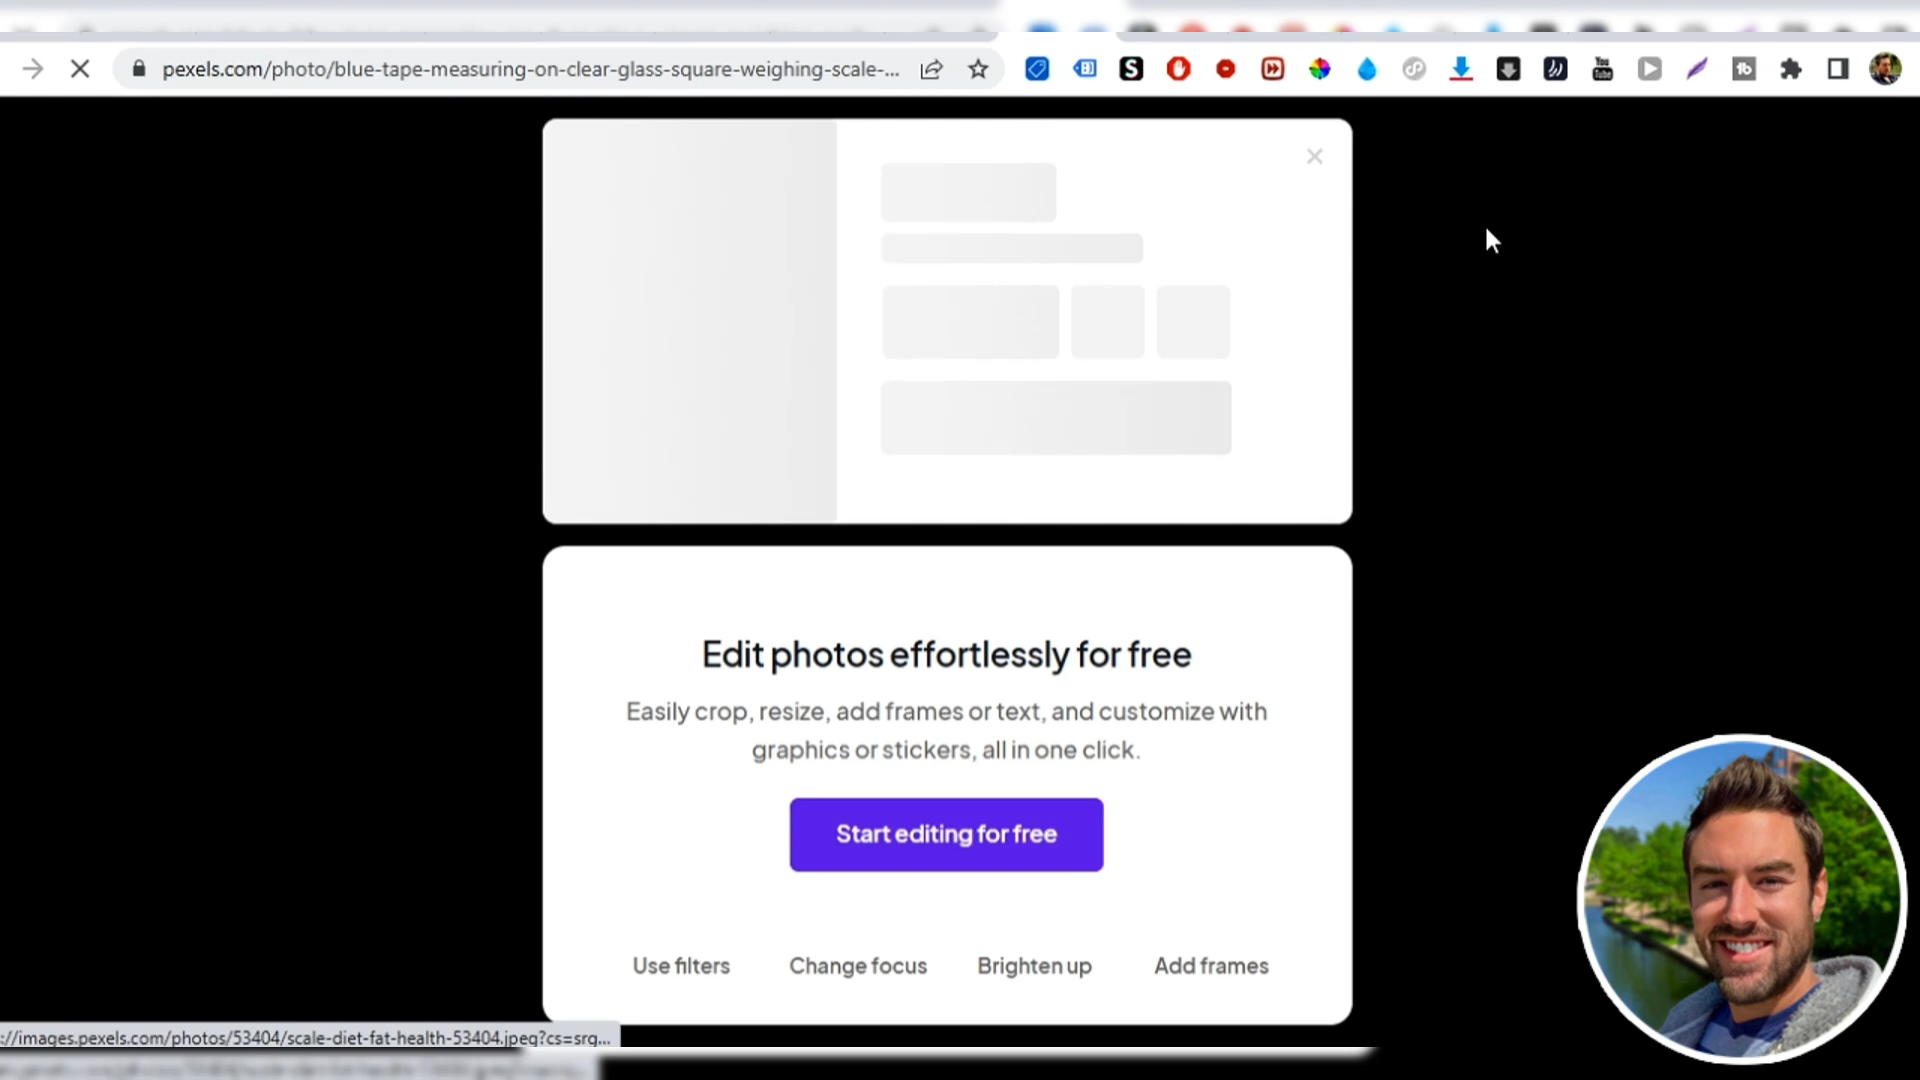 pexels.com/photo/blue-tape-measuring-on-clear-glass-square-weighing-scale-...
S
You
Tube
tb
Edit photos effortlessly for free
Easily crop, resize, add frames or text, and customize with
graphics or stickers, all in one click.
Start editing for free
Use filters
Change focus
Brighten up
Add frames
://images.pexels.com/photos/53404/scale-diet-fat-health-53404.jpeg?cs=srg...